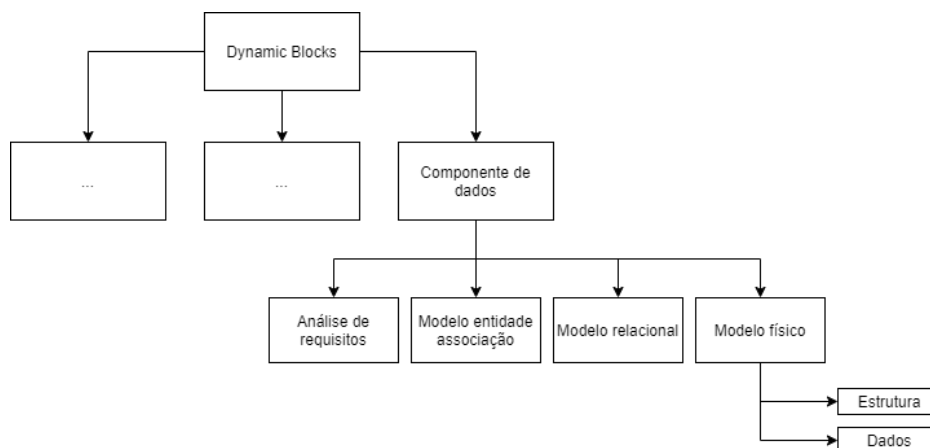 Dynamic Blocks
...
...
Componente de
dados
Análise de
requisitos
Modelo entidade
associação
Modelo relacional
Modelo físico
Estrutura
Dados